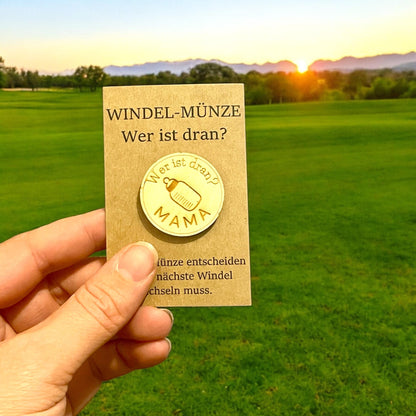 WINDEL-MÜNZE
Wer ist dran?
Wer ist dran?
MAMA
ünze entscheiden
nächste Windel
chseln muss.